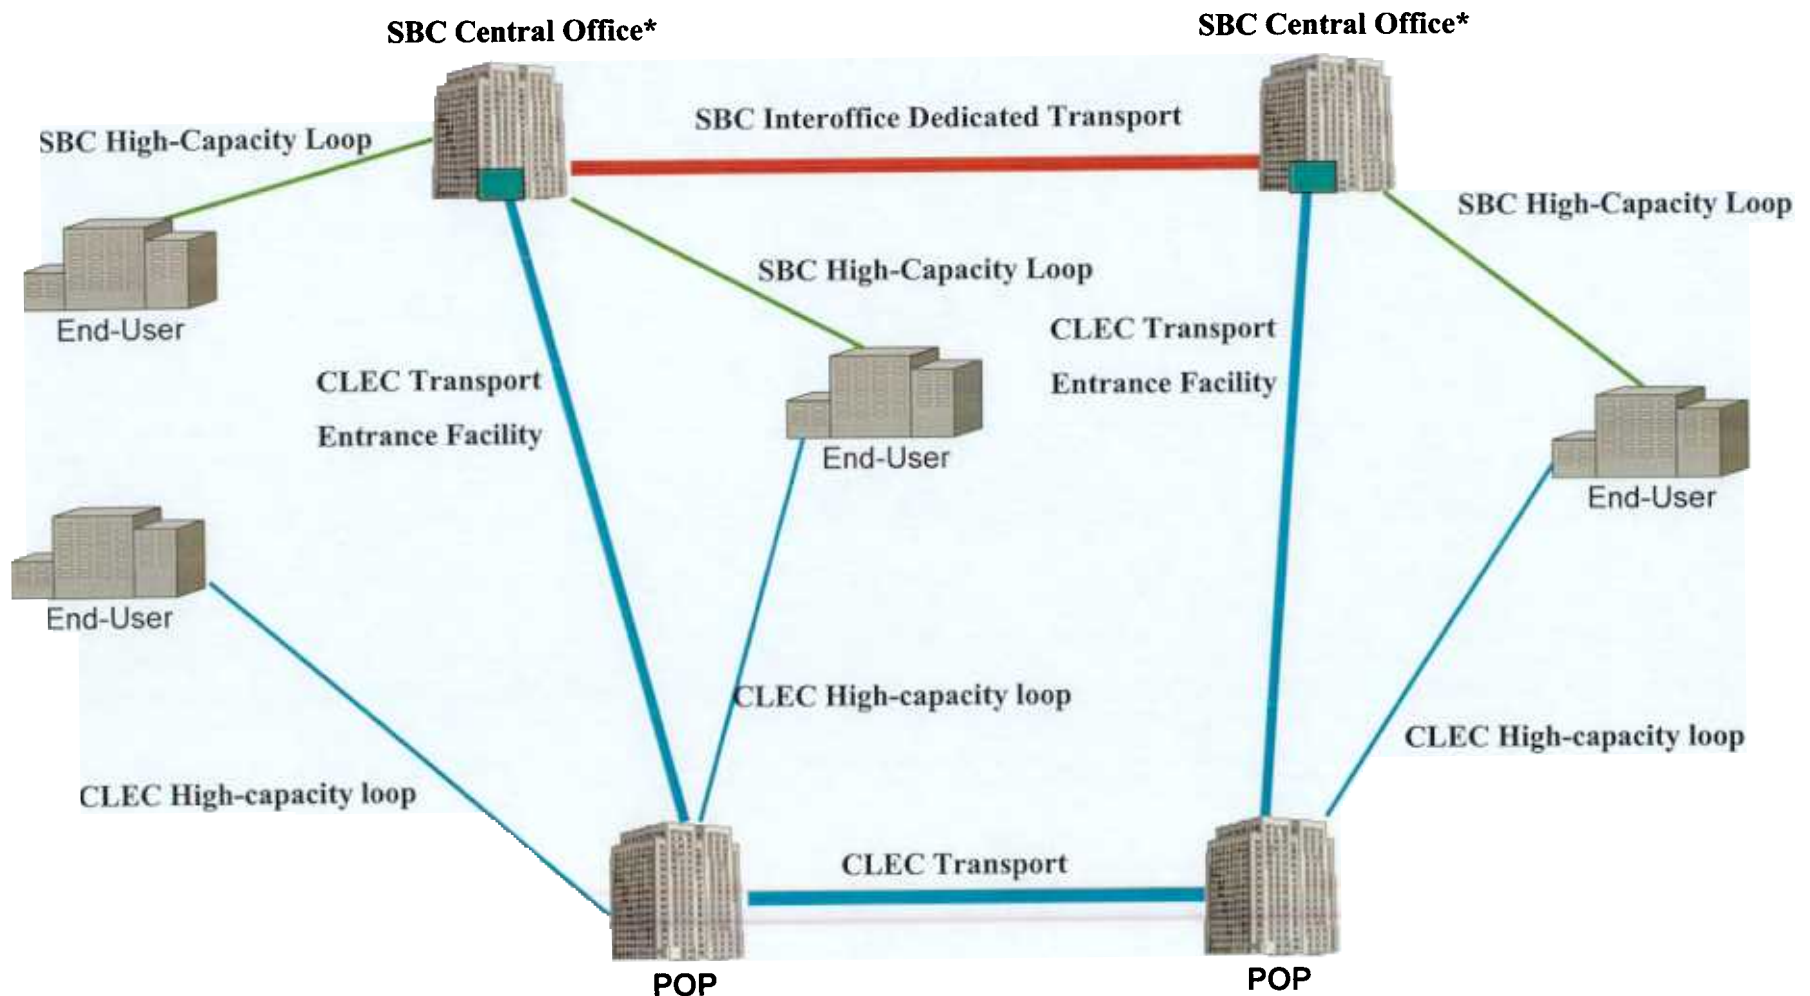 SBC Central Office*
SBC Central Office*
SBC Interoffice Dedicated Transport
SBC High-Capacity Loop
SBC High-Capacity Loop
SBC High-Capacity Loop
End-User
CLEC Transport
Entrance Facility
CLEC Transport
Entrance Facility
End-User
End-User
End-User
CLEC High-capacity loop
CLEC High-capacity loop
CLEC High-capacity loop
CLEC Transport
POP
POP